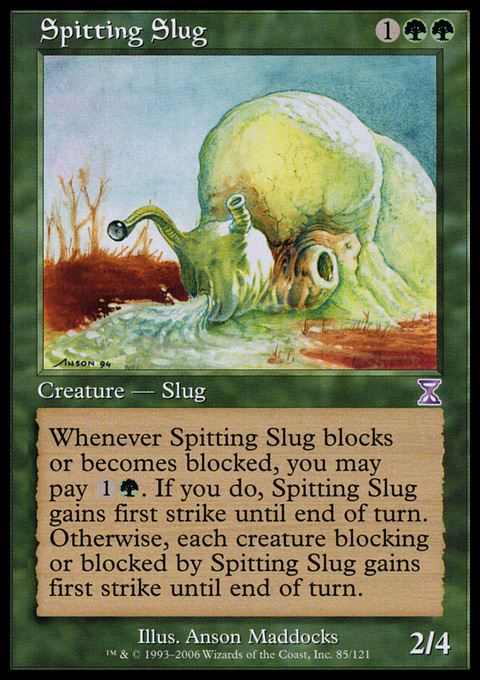 Spitting Slug 1
ANSON 94
Creature — Slug
Whenever Spitting Slug blocks
or becomes blocked, you may
pay 1 . If you do, Spitting Slug
gains first strike until end of turn.
Otherwise, each creature blocking
or blocked by Spitting Slug gains
first strike until end of turn.
Illus. Anson Maddocks
2/4
™ & © 1993–2006 Wizards of the Coast, Inc. 85/121